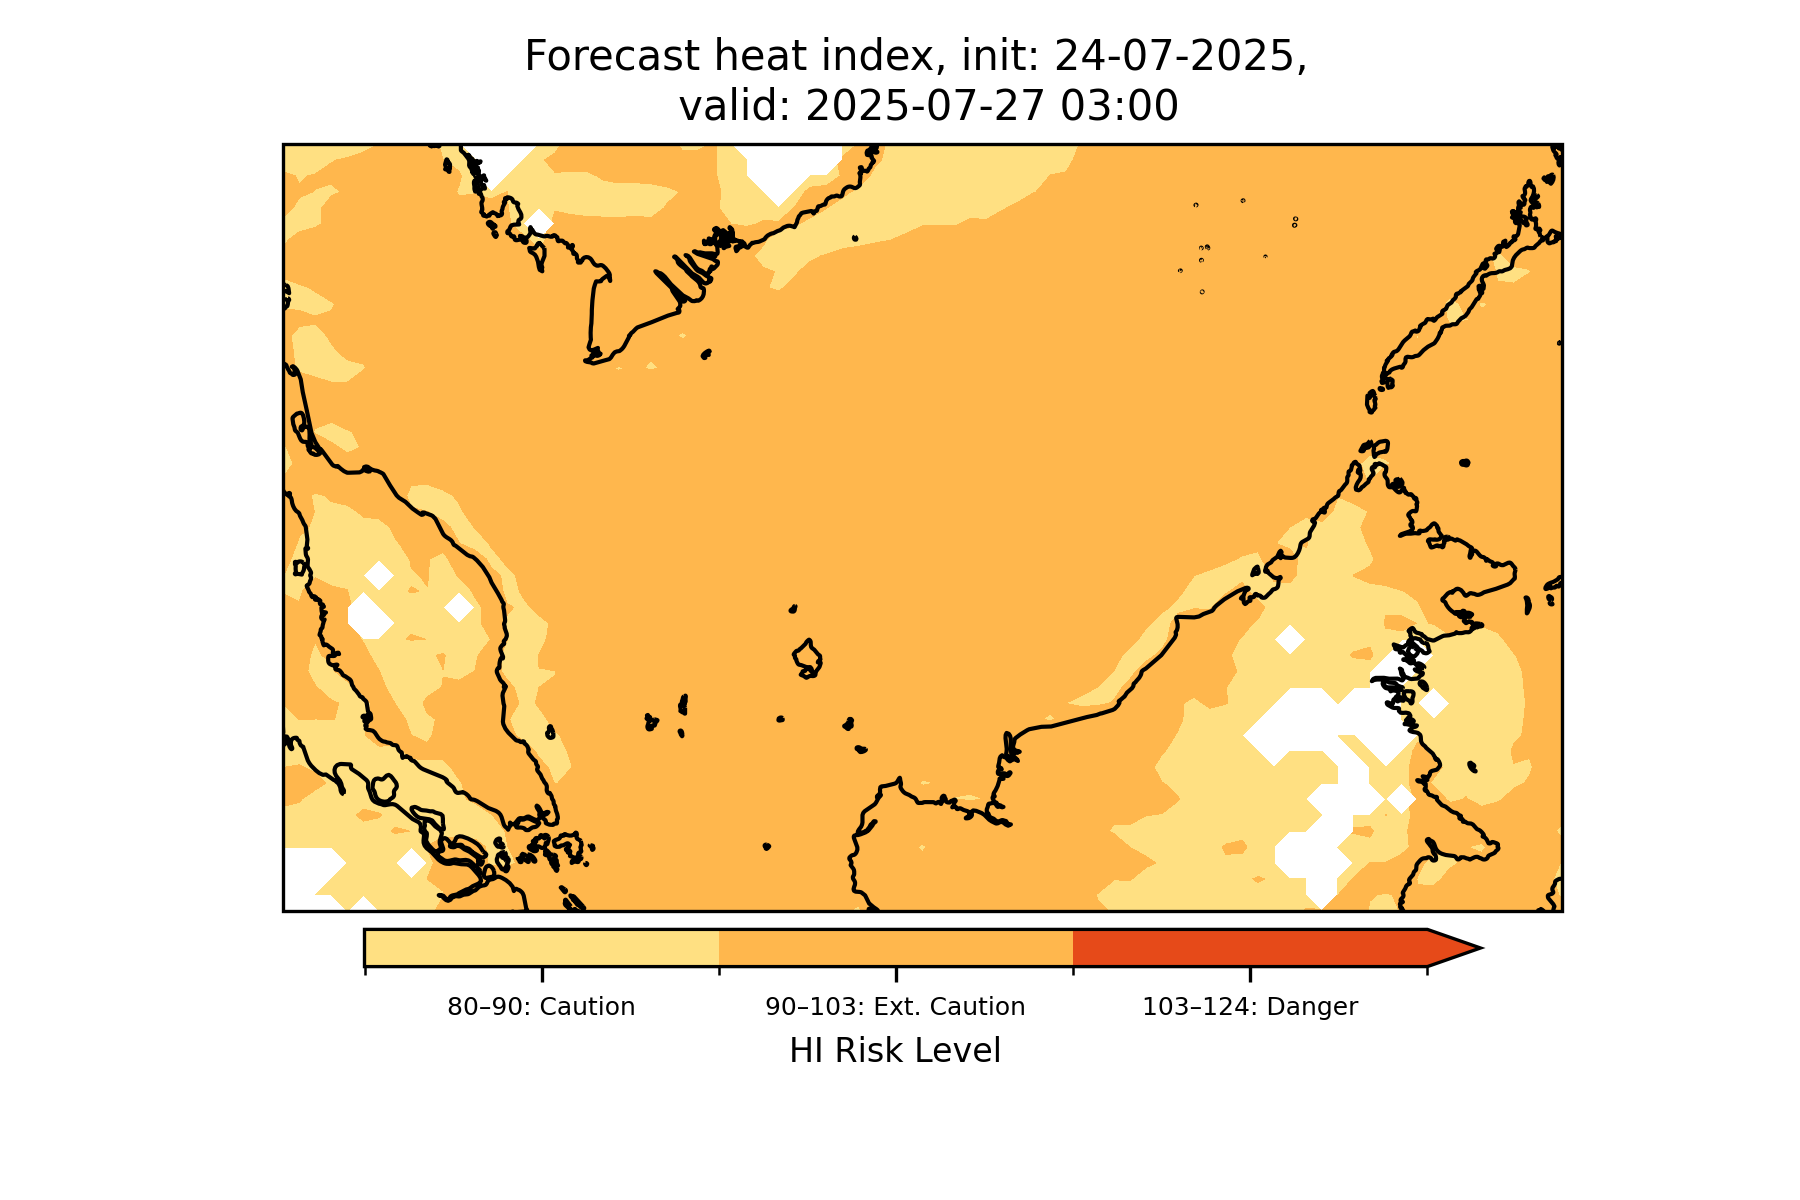 Forecast heat index, init: 24-07-2025,
valid: 2025-07-27 03:00
80–90: Caution
90–103: Ext. Caution
103–124: Danger
HI Risk Level